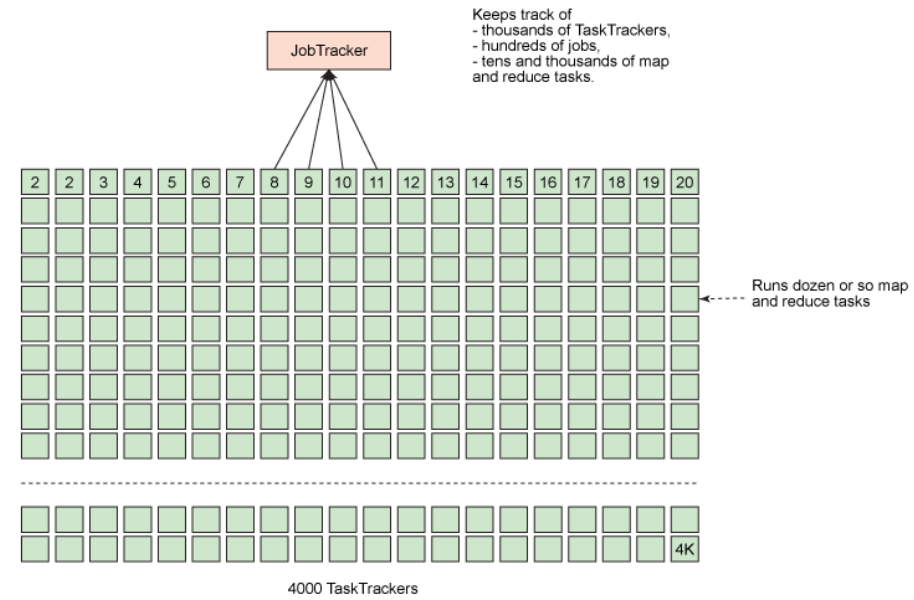 Keeps track of
- thousands of TaskTrackers,
- hundreds of jobs,
- tens and thousands of map
and reduce tasks.
JobTracker
2 2 3 4 5 6 7 8 9 10 11 12 13 14 15 16 17 18 19 20
Runs dozen or so map
and reduce tasks
4K
4000 TaskTrackers